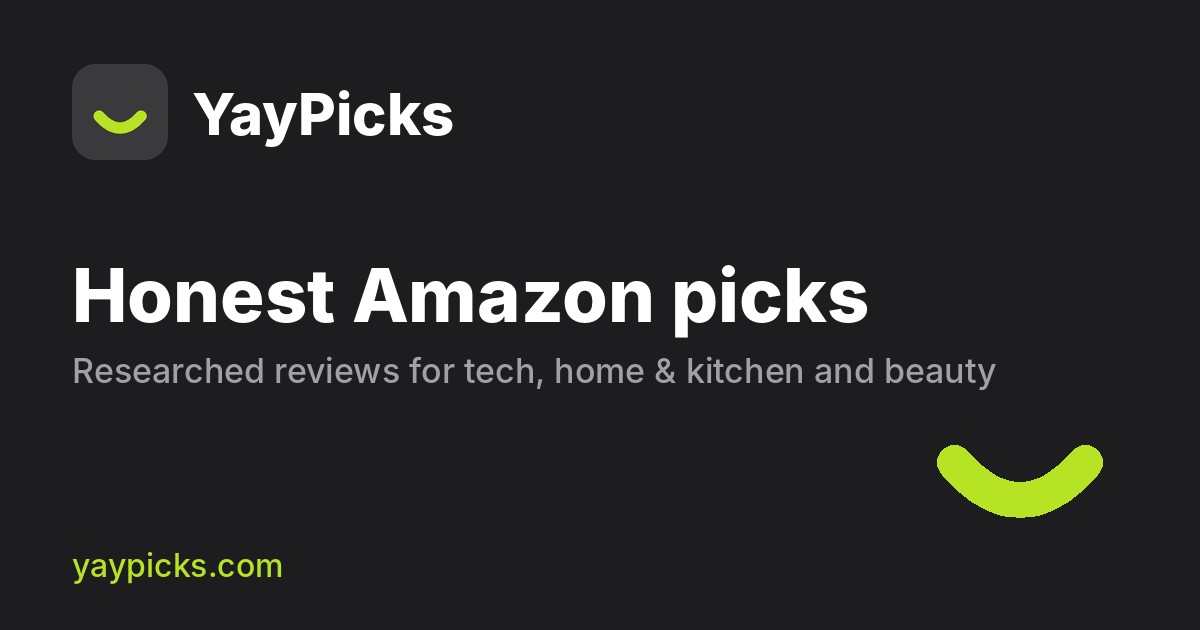 YayPicks
Honest Amazon picks
Researched reviews for tech, home & kitchen and beauty
yaypicks.com